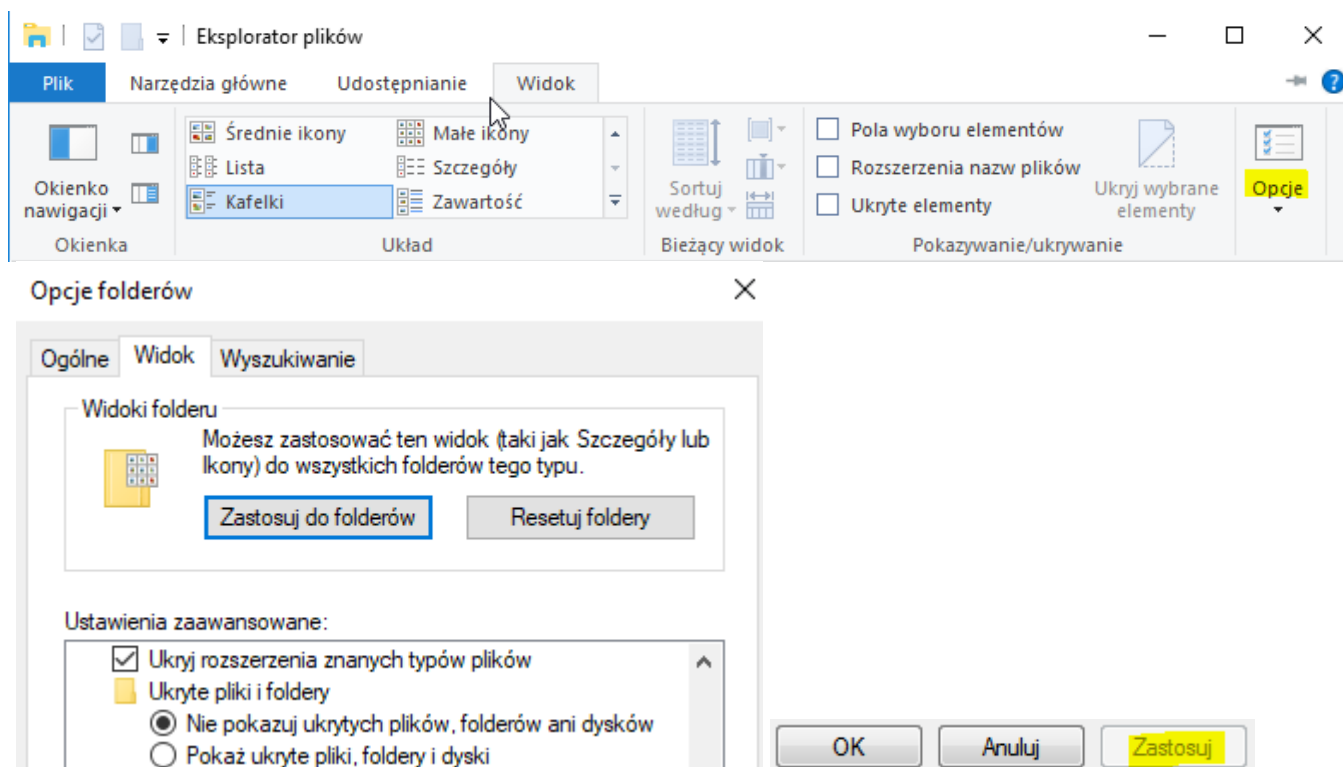 Eksplorator plików
Plik Narzędzia główne Udostępnianie Widok
Okienko nawigacji
Średnie ikony Małe ikony
Lista Szczegóły
Kafelki Zawartość
Sortuj według
Pola wyboru elementów
Rozszerzenia nazw plików
Ukryte elementy
Ukryj wybrane elementy
Opcje
Okienka Układ Bieżący widok Pokazywanie/ukrywanie
Opcje folderów
Ogólne Widok Wyszukiwanie
Widoki folderu
Możesz zastosować ten widok (taki jak Szczegóły lub
Ikony) do wszystkich folderów tego typu.
Zastosuj do folderów Resetuj foldery
Ustawienia zaawansowane:
Ukryj rozszerzenia znanych typów plików
Ukryte pliki i foldery
Nie pokazuj ukrytych plików, folderów ani dysków
Pokaż ukryte pliki, foldery i dyski
OK Anuluj Zastosuj